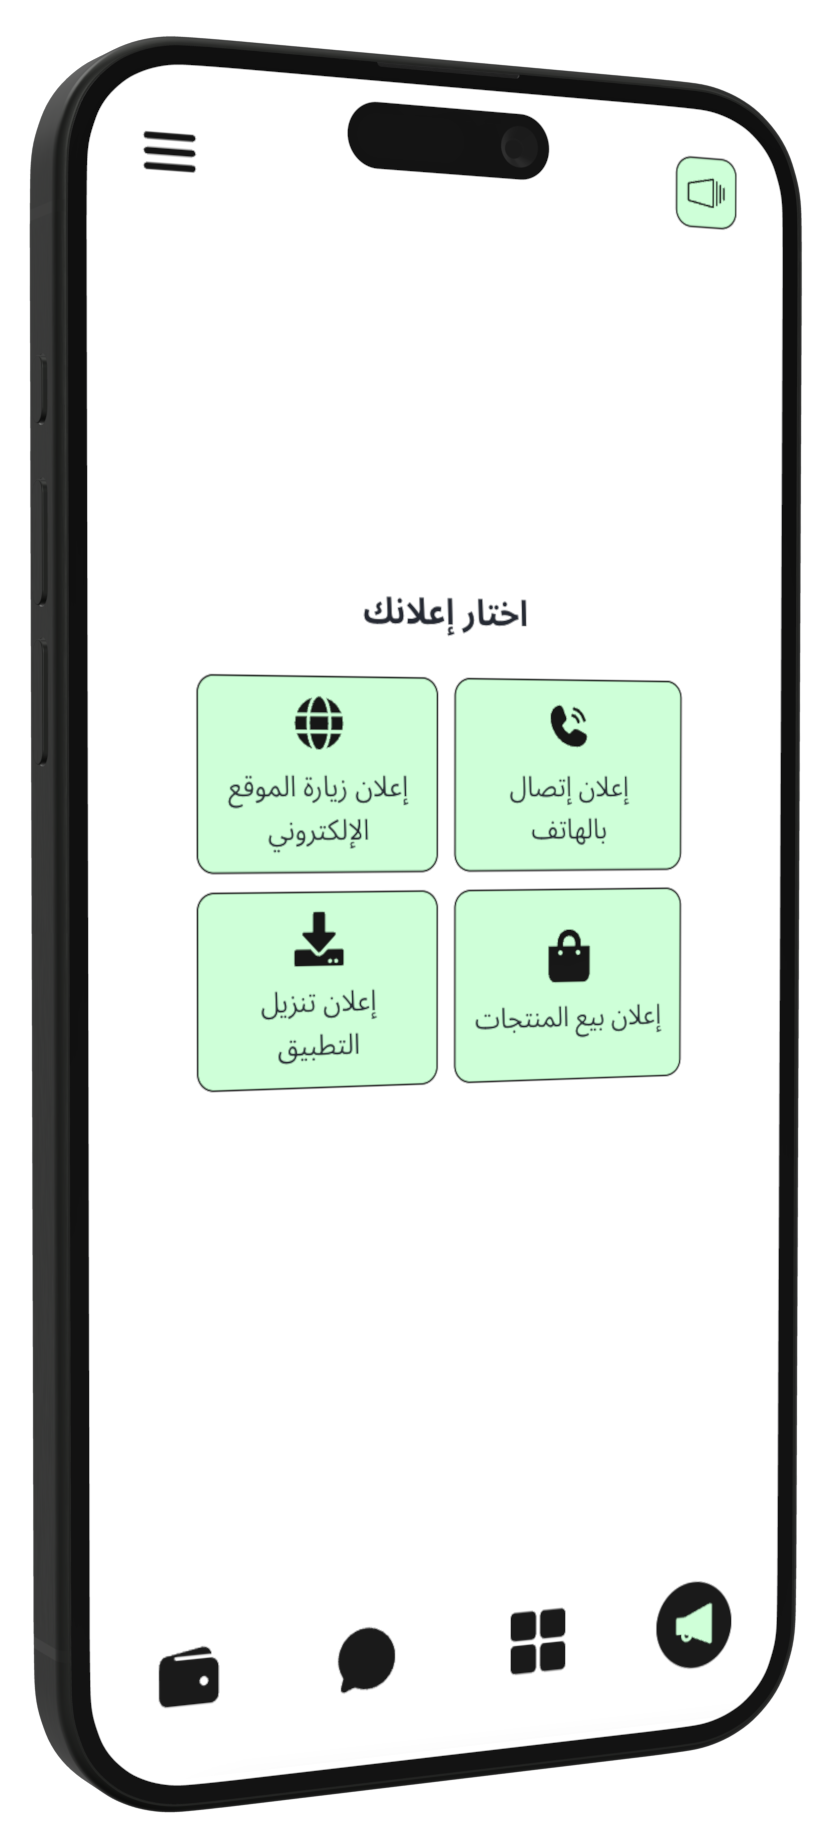 اختار إعلانك
إعلان إتصال
بالهاتف
إعلان زيارة الموقع
الإلكتروني
إعلان بيع المنتجات
إعلان تنزيل
التطبيق